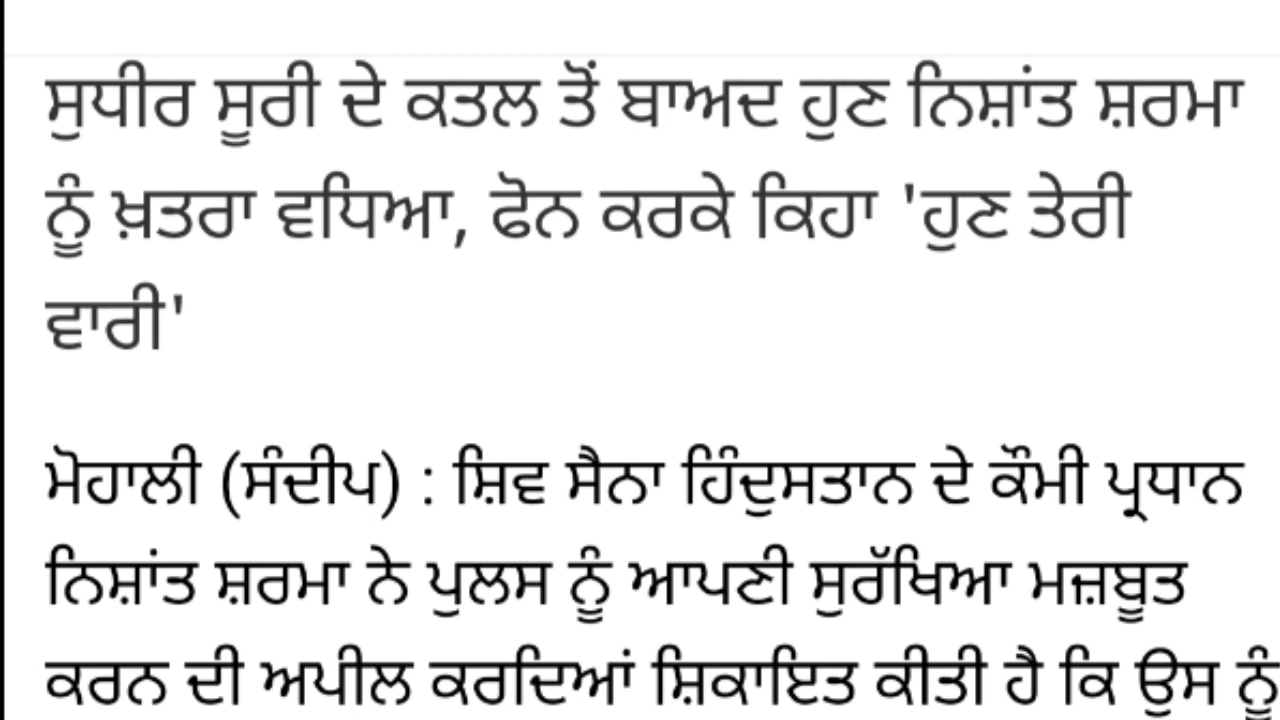 ਸੁਧੀਰ ਸੂਰੀ ਦੇ ਕਤਲ ਤੋਂ ਬਾਅਦ ਹੁਣ ਨਿਸ਼ਾਂਤ ਸ਼ਰਮਾ
ਨੂੰ ਖ਼ਤਰਾ ਵਧਿਆ, ਫੋਨ ਕਰਕੇ ਕਿਹਾ 'ਹੁਣ ਤੇਰੀ
ਵਾਰੀ'
ਮੋਹਾਲੀ (ਸੰਦੀਪ) : ਸ਼ਿਵ ਸੈਨਾ ਹਿੰਦੁਸਤਾਨ ਦੇ ਕੌਮੀ ਪ੍ਰਧਾਨ
ਨਿਸ਼ਾਂਤ ਸ਼ਰਮਾ ਨੇ ਪੁਲਸ ਨੂੰ ਆਪਣੀ ਸੁਰੱਖਿਆ ਮਜ਼ਬੂਤ
ਕਰਨ ਦੀ ਅਪੀਲ ਕਰਦਿਆਂ ਸ਼ਿਕਾਇਤ ਕੀਤੀ ਹੈ ਕਿ ਉਸ ਨੂੰ